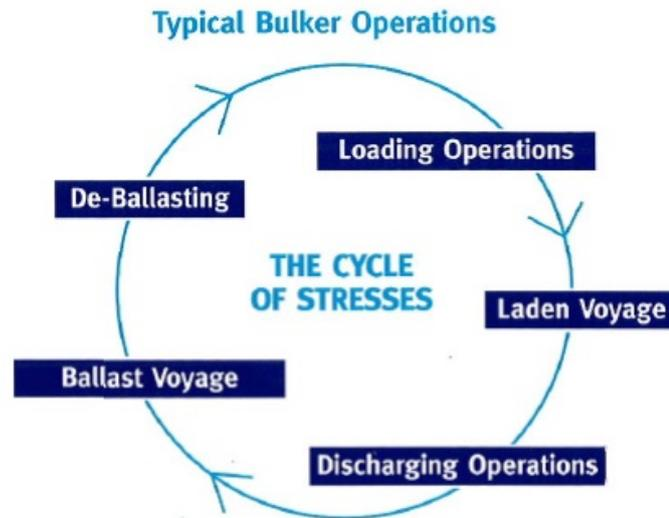 Typical Bulker Operations
Loading Operations
De-Ballasting
THE CYCLE
OF STRESSES
Laden Voyage
Ballast Voyage
Discharging Operations